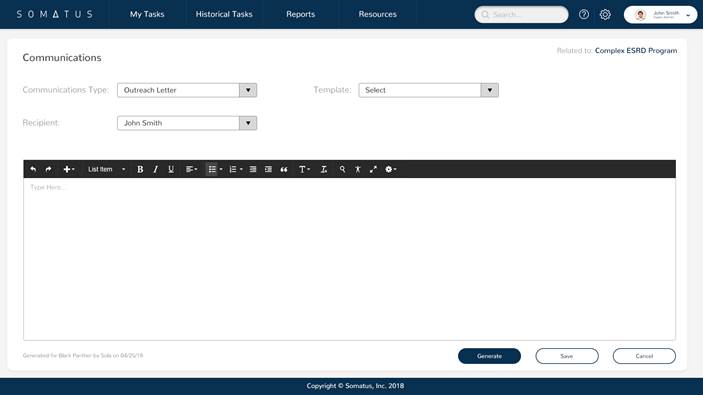 SOMATUS My Tasks Historical Tasks Reports Resources Search... John Smith
Communications
Related to: Complex ESRD Program
Communications Type: Outreach Letter Template: Select
Recipient: John Smith
List Item B I U
Type Here...
Generated for Black Panther by Sula on 04/25/18
Generate Save Cancel
Copyright © Somatus, Inc. 2018